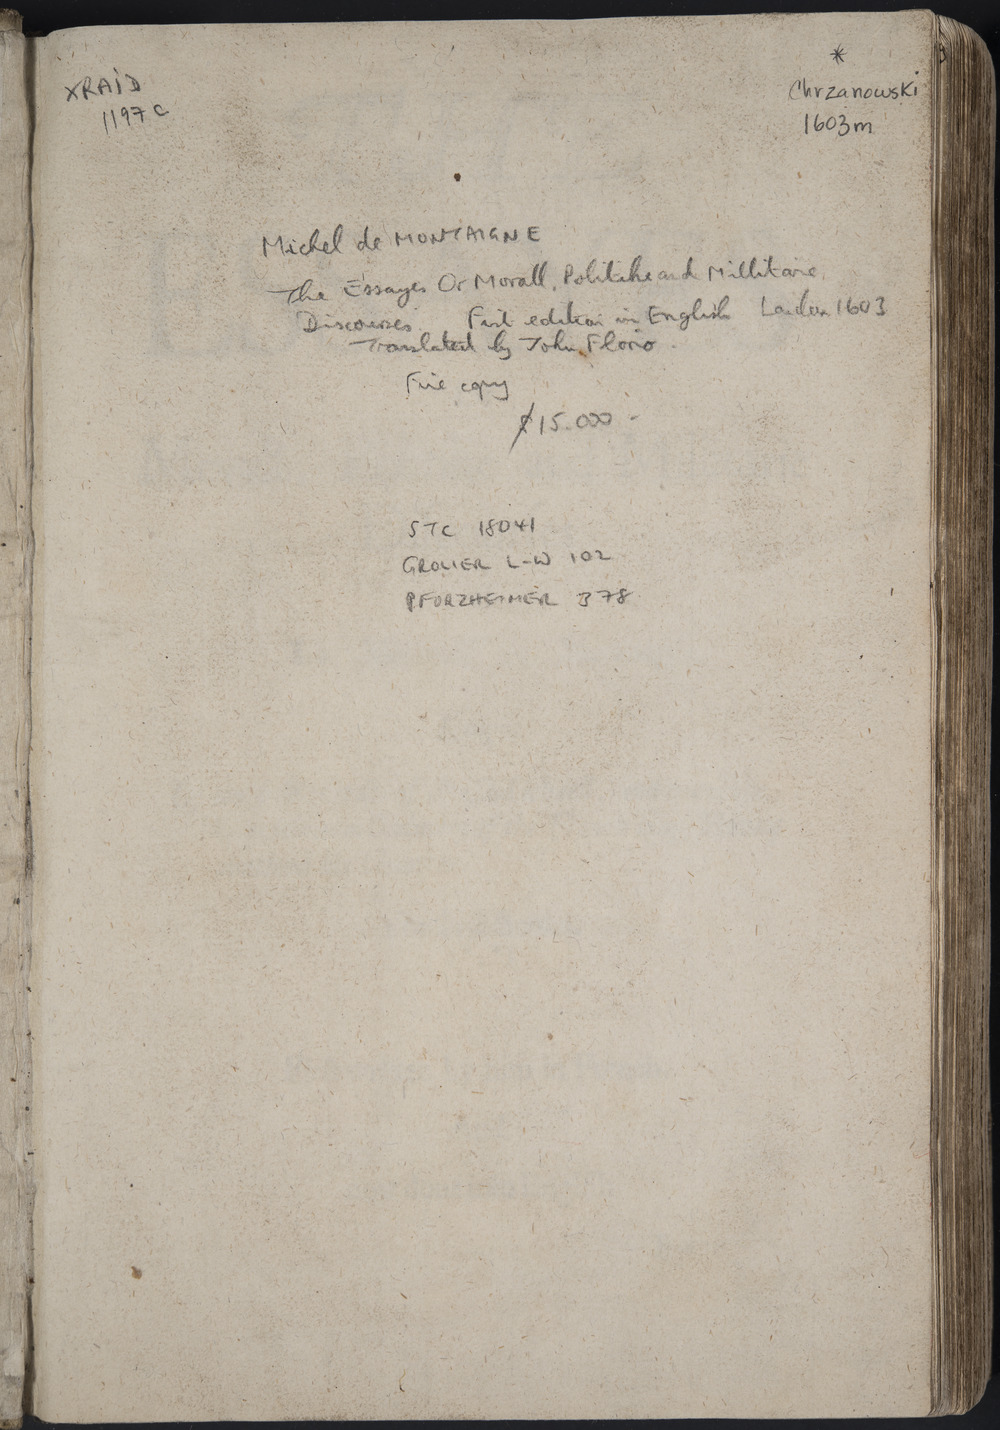 XRAID
1197 c
*
Chrzanowski
1603m
Michel de MONTAIGNE
The Essayes Or Morall, Politike and Millitarie
Discourses. First edition in English London 1603
Translated by John Florio.
Fine copy
$15.000 -
STC 18041
GROLIER L-W 102
PFORZHEIMER 378